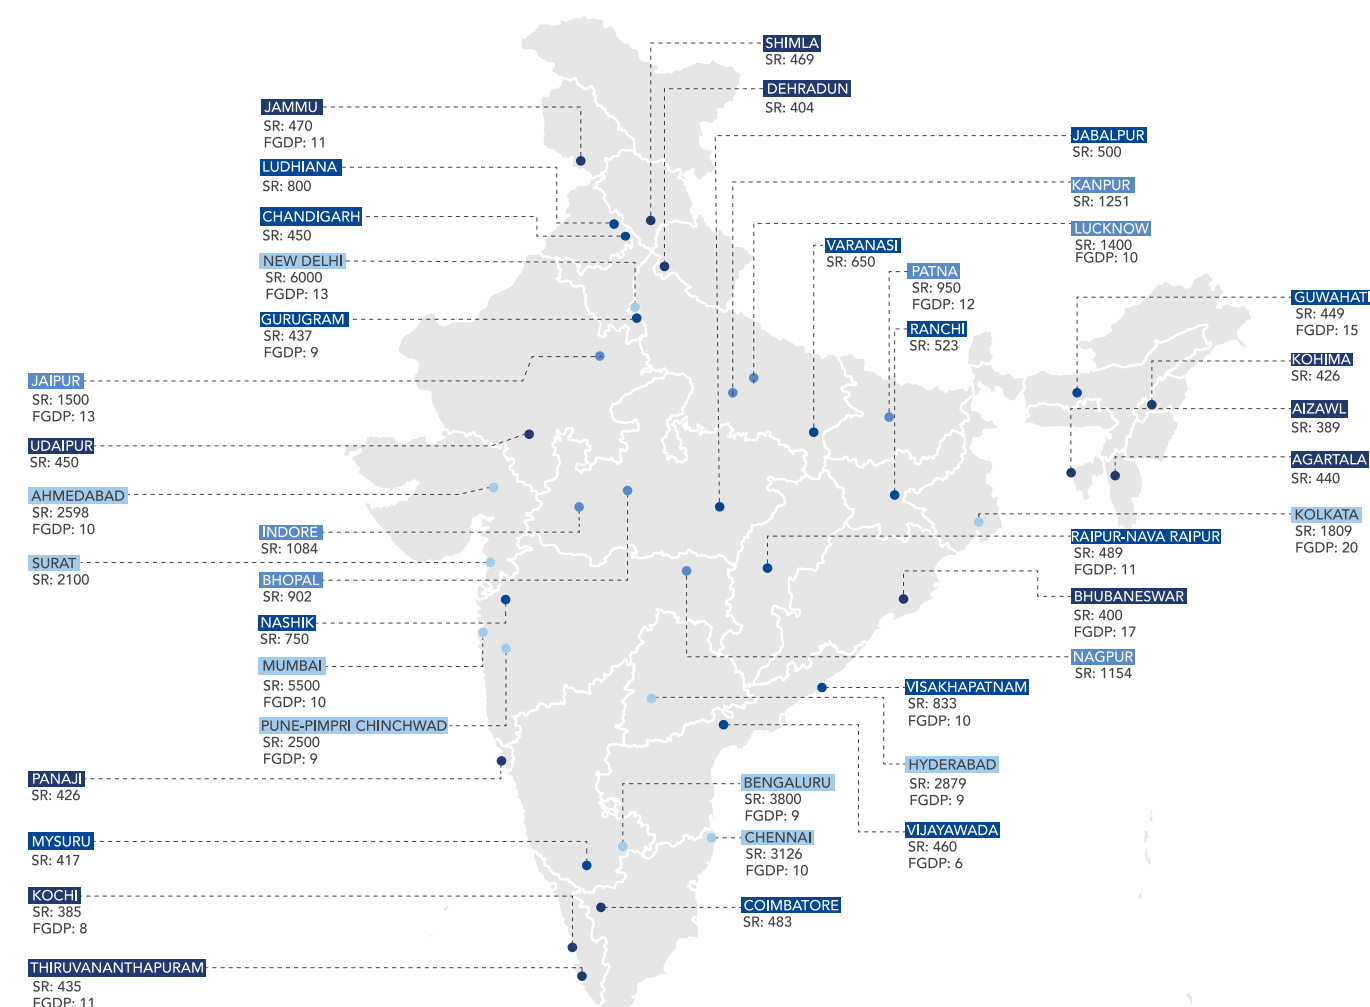 SHIMLA
SR: 469
DEHRADUN
SR: 404
JAMMU
SR: 470
FGDP: 11
LUDHIANA
SR: 800
CHANDIGARH
SR: 450
NEW DELHI
SR: 6000
FGDP: 13
GURUGRAM
SR: 437
FGDP: 9
JABALPUR
SR: 500
KANPUR
SR: 1251
LUCKNOW
SR: 1400
FGDP: 10
VARANASI
SR: 650
PATNA
SR: 950
FGDP: 12
RANCHI
SR: 523
GUWAHATI
SR: 449
FGDP: 15
KOHIMA
SR: 426
AIZAWL
SR: 389
AGARTALA
SR: 440
KOLKATA
SR: 1809
FGDP: 20
JAIPUR
SR: 1500
FGDP: 13
UDAIPUR
SR: 450
AHMEDABAD
SR: 2598
FGDP: 10
SURAT
SR: 2100
INDORE
SR: 1084
BHOPAL
SR: 902
NASHIK
SR: 750
MUMBAI
SR: 5500
FGDP: 10
PUNE-PIMPRI CHINCHWAD
SR: 2500
FGDP: 9
RAIPUR-NAVA RAIPUR
SR: 489
FGDP: 11
BHUBANESWAR
SR: 400
FGDP: 17
NAGPUR
SR: 1154
VISAKHAPATNAM
SR: 833
FGDP: 10
HYDERABAD
SR: 2879
FGDP: 9
VIJAYAWADA
SR: 460
FGDP: 6
BENGALURU
SR: 3800
FGDP: 9
CHENNAI
SR: 3126
FGDP: 10
COIMBATORE
SR: 483
PANAJI
SR: 426
MYSURU
SR: 417
KOCHI
SR: 385
FGDP: 8
THIRUVANANTHAPURAM
SR: 435
FGDP: 11